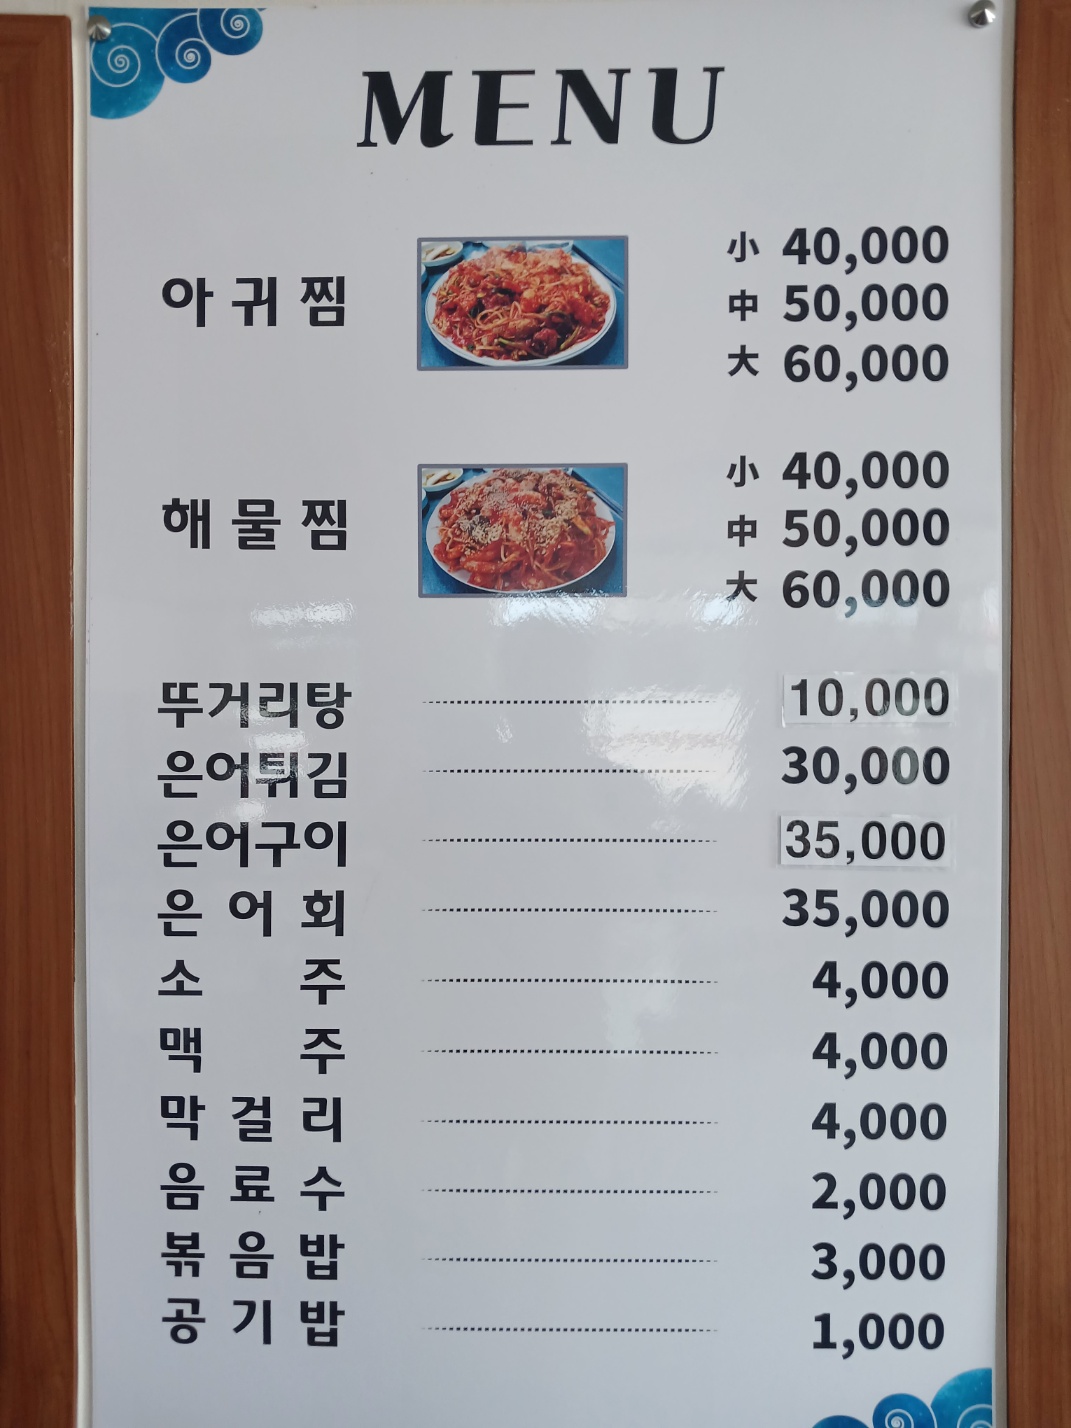 MENU
아귀찜
小 40,000
中 50,000
大 60,000
해물찜
小 40,000
中 50,000
大 60,000
뚜거리탕 10,000
은어튀김 30,000
은어구이 35,000
은어회 35,000
소주 4,000
맥주 4,000
막걸리 4,000
음료수 2,000
볶음밥 3,000
공기밥 1,000